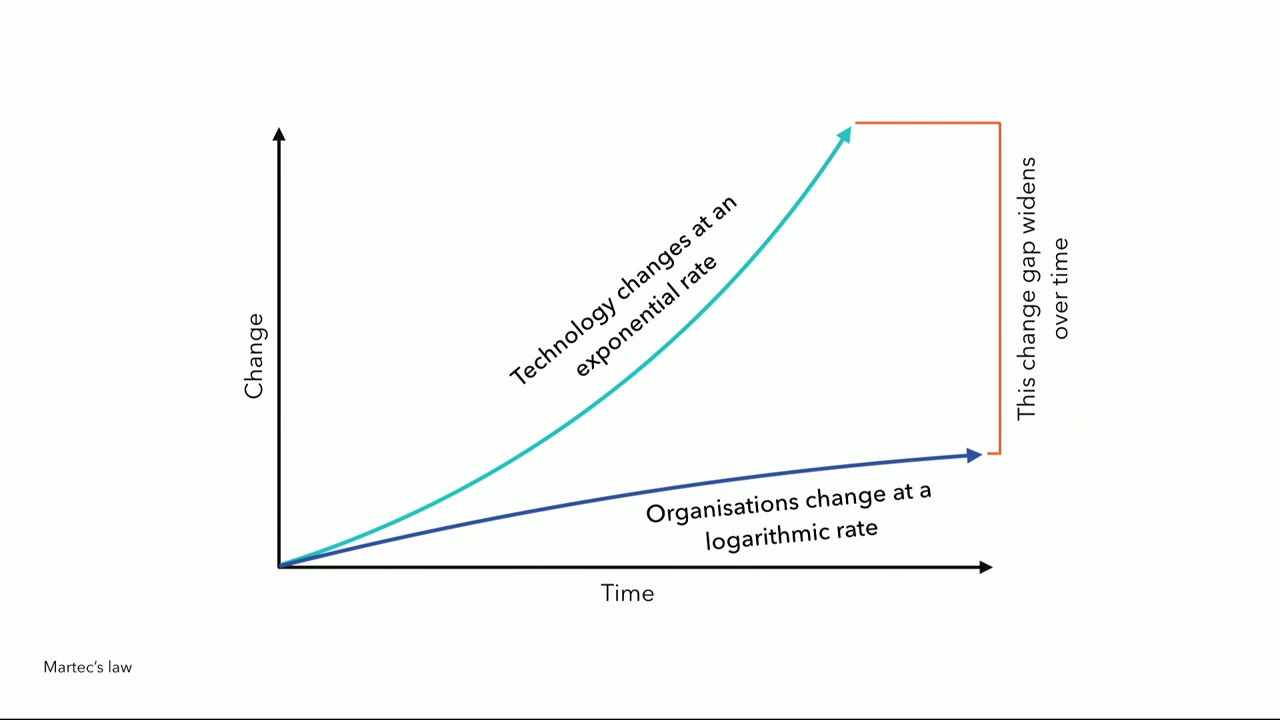 Technology changes at an
exponential rate
This change gap widens
over time
Change
Organisations change at a
logarithmic rate
Time
Martec's law